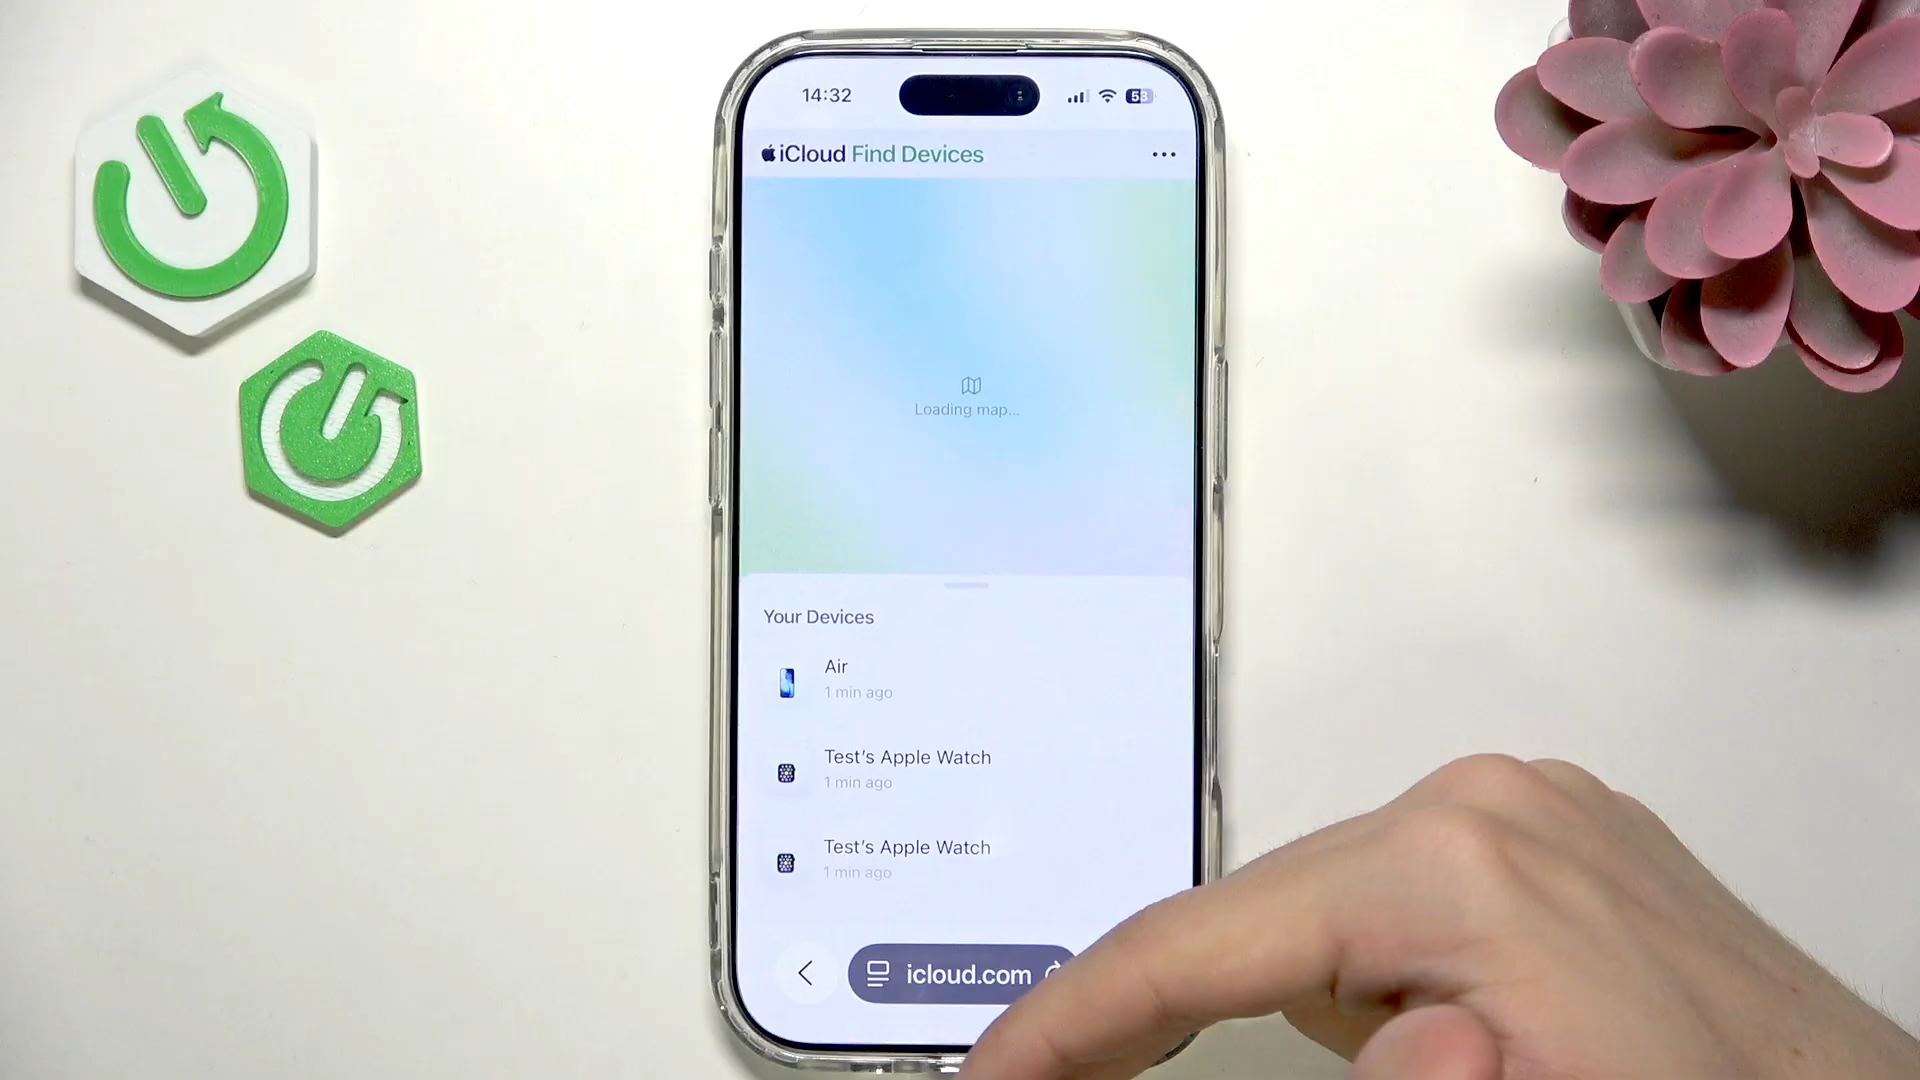 14:32
58
iCloud Find Devices
Loading map...
Your Devices
Air
1 min ago
Test's Apple Watch
1 min ago
Test's Apple Watch
1 min ago
icloud.com